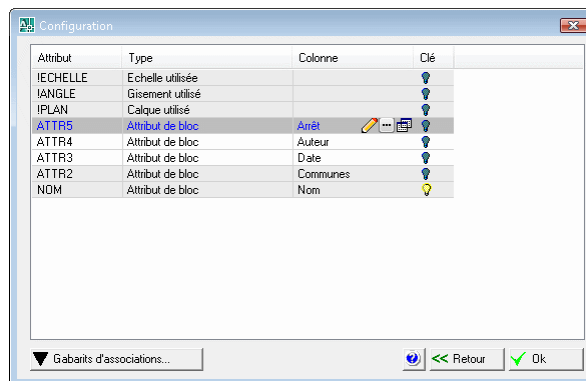 Configuration
Attribut Type Colonne Clé
!ECHELLE Echelle utilisée
!ANGLE Gisement utilisé
!PLAN Calque utilisé
ATTR5 Attribut de bloc Arrêt ...
ATTR4 Attribut de bloc Auteur
ATTR3 Attribut de bloc Date
ATTR2 Attribut de bloc Communes
NOM Attribut de bloc Nom
Gabarits d'associations... ? << Retour Ok